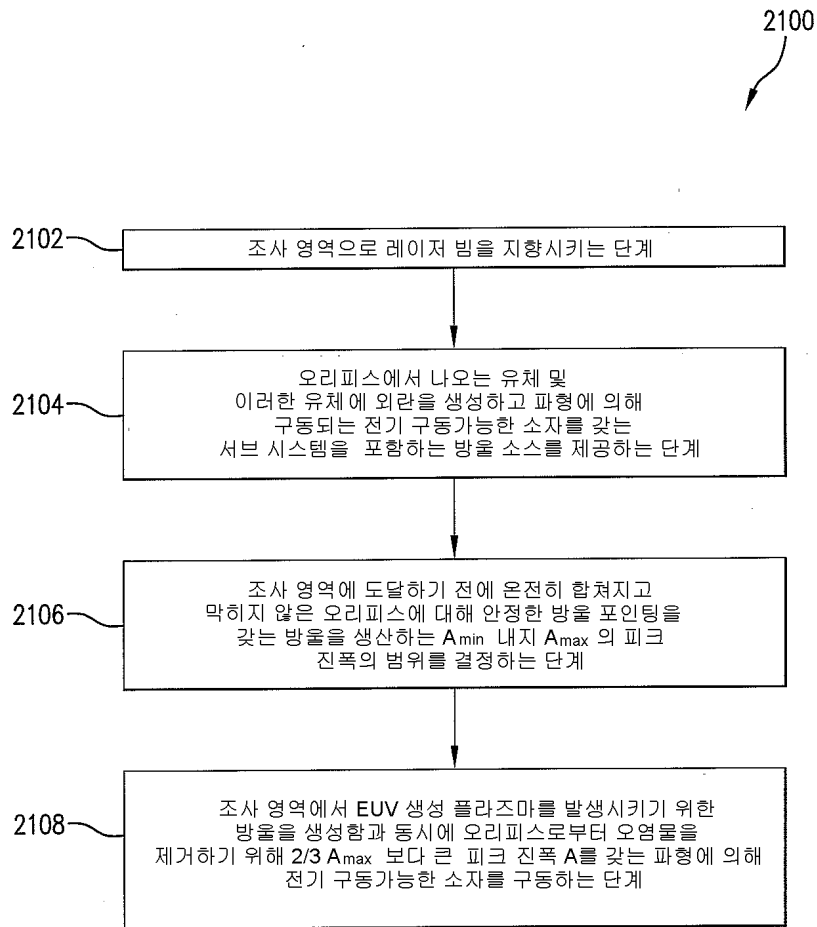 2100
2102
조사 영역으로 레이저 빔을 지향시키는 단계
2104
오리피스에서 나오는 유체 및
이러한 유체에 외란을 생성하고 파형에 의해
구동되는 전기 구동가능한 소자를 갖는
서브 시스템을 포함하는 방울 소스를 제공하는 단계
2106
조사 영역에 도달하기 전에 온전히 합쳐지고
막히지 않은 오리피스에 대해 안정한 방울 포인팅을
갖는 방울을 생산하는 Amin 내지 Amax 의 피크
진폭의 범위를 결정하는 단계
2108
조사 영역에서 EUV 생성 플라즈마를 발생시키기 위한
방울을 생성함과 동시에 오리피스로부터 오염물을
제거하기 위해 2/3 Amax 보다 큰 피크 진폭 A를 갖는 파형에 의해
전기 구동가능한 소자를 구동하는 단계